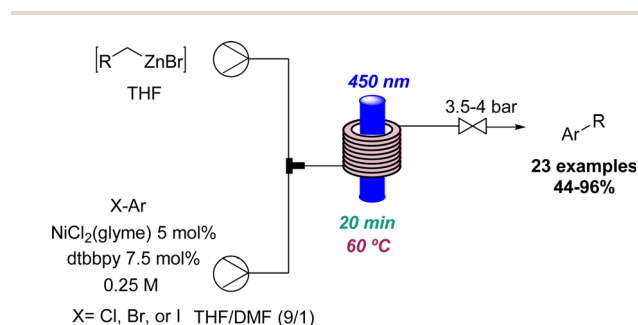 [R ZnBr]
THF
450 nm
3.5-4 bar
Ar R
23 examples
44-96%
20 min
60 ºC
X-Ar
NiCl₂(glyme) 5 mol%
dtbbpy 7.5 mol%
0.25 M
X= Cl, Br, or I THF/DMF (9/1)